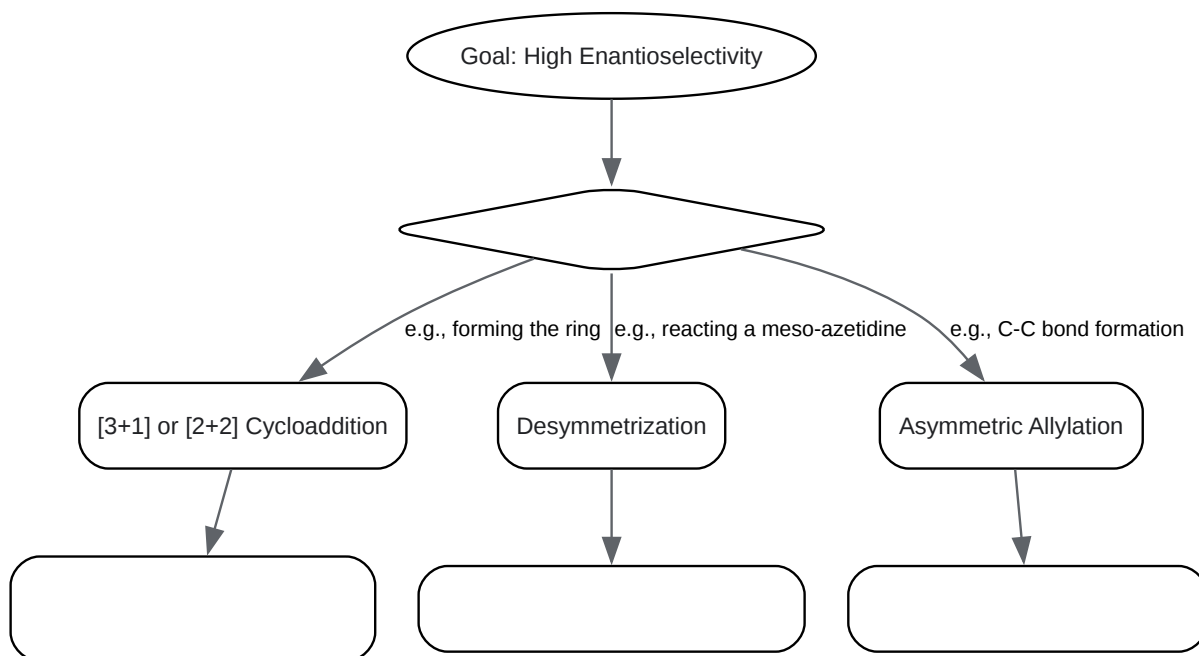 Goal: High Enantioselectivity
e.g., forming the ring
e.g., reacting a meso-azetidine
e.g., C-C bond formation
[3+1] or [2+2] Cycloaddition
Desymmetrization
Asymmetric Allylation